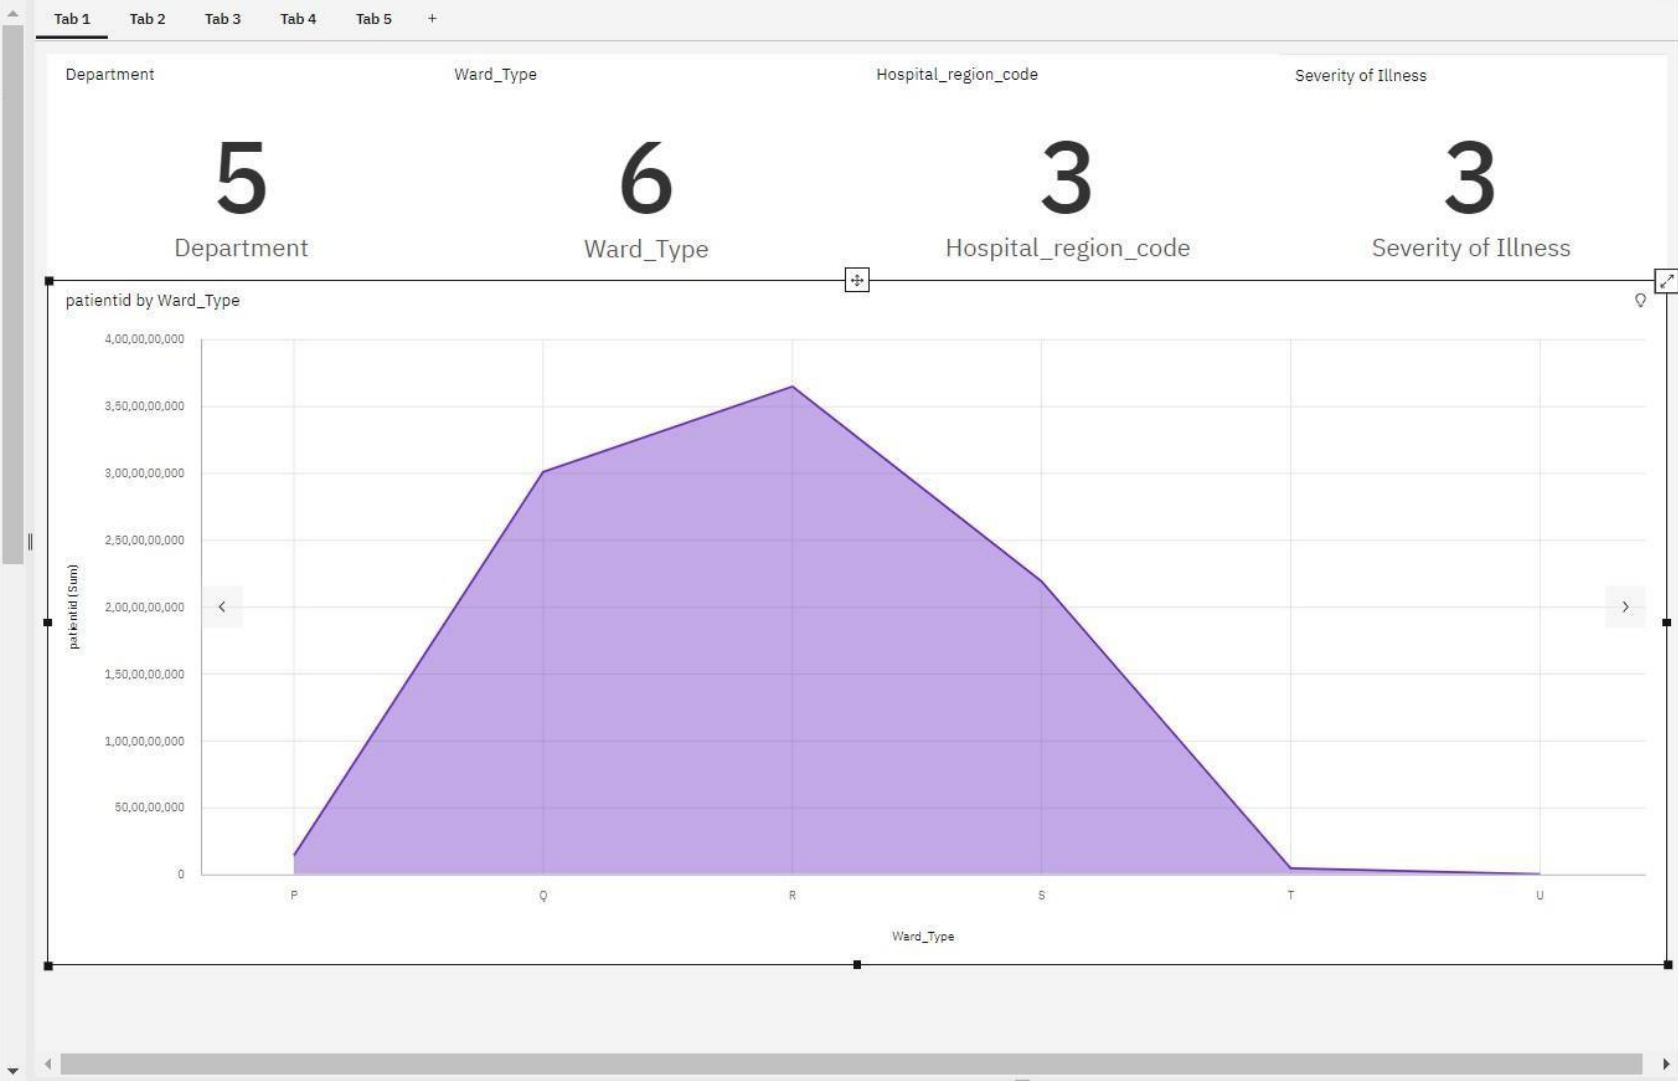 Tab 1 Tab 2 Tab 3 Tab 4 Tab 5 +
Department Ward_Type Hospital_region_code Severity of Illness
5 6 3 3
Department Ward_Type Hospital_region_code Severity of Illness
patientid by Ward_Type
4,00,00,00,000
3,50,00,00,000
3,00,00,00,000
2,50,00,00,000
2,00,00,00,000
1,50,00,00,000
1,00,00,00,000
50,00,00,000
0
patientid (Sum)
P Q R S T U
Ward_Type